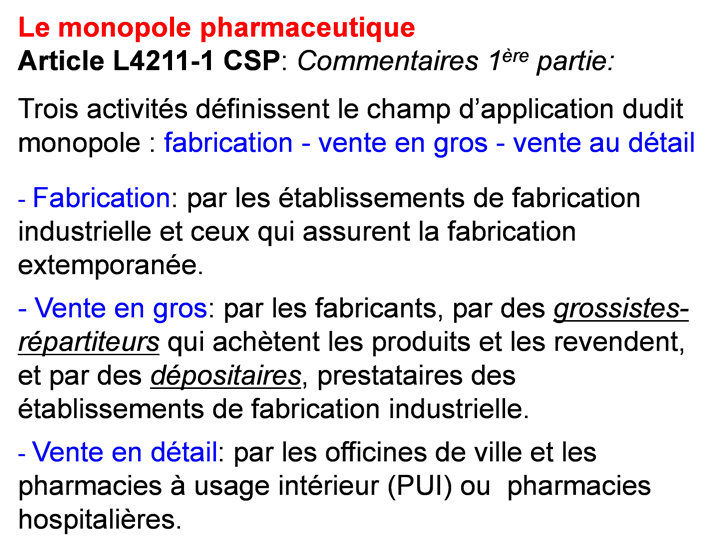 Le monopole pharmaceutique
Article L4211-1 CSP: Commentaires 1ère partie:
Trois activités définissent le champ d’application dudit
monopole : fabrication - vente en gros - vente au détail
- Fabrication: par les établissements de fabrication
industrielle et ceux qui assurent la fabrication
extemporanée.
- Vente en gros: par les fabricants, par des grossistes-
répartiteurs qui achètent les produits et les revendent,
et par des dépositaires, prestataires des
établissements de fabrication industrielle.
- Vente en détail: par les officines de ville et les
pharmacies à usage intérieur (PUI) ou  pharmacies
hospitalières.